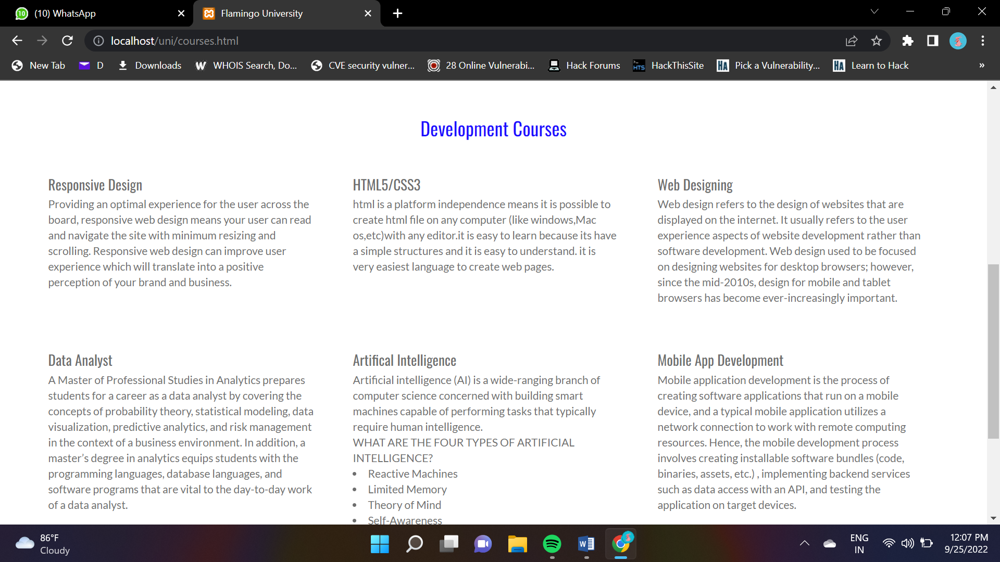 (10) WhatsApp
Flamingo University
localhost/uni/courses.html
New Tab
D
Downloads
WHOIS Search, Do...
CVE security vulner...
28 Online Vulnerabi...
Hack Forums
HackThisSite
Pick a Vulnerability...
Learn to Hack
Development Courses
Responsive Design
Providing an optimal experience for the user across the
board, responsive web design means your user can read
and navigate the site with minimum resizing and
scrolling. Responsive web design can improve user
experience which will translate into a positive
perception of your brand and business.
HTML5/CSS3
html is a platform independence means it is possible to
create html file on any computer (like windows,Mac
os,etc)with any editor.it is easy to learn because its have
a simple structures and it is easy to understand. it is
very easiest language to create web pages.
Web Designing
Web design refers to the design of websites that are
displayed on the internet. It usually refers to the user
experience aspects of website development rather than
software development. Web design used to be focused
on designing websites for desktop browsers; however,
since the mid-2010s, design for mobile and tablet
browsers has become ever-increasingly important.
Data Analyst
A Master of Professional Studies in Analytics prepares
students for a career as a data analyst by covering the
concepts of probability theory, statistical modeling, data
visualization, predictive analytics, and risk management
in the context of a business environment. In addition, a
master’s degree in analytics equips students with the
programming languages, database languages, and
software programs that are vital to the day-to-day work
of a data analyst.
Artifical Intelligence
Artificial intelligence (AI) is a wide-ranging branch of
computer science concerned with building smart
machines capable of performing tasks that typically
require human intelligence.
WHAT ARE THE FOUR TYPES OF ARTIFICIAL
INTELLIGENCE?
• Reactive Machines
• Limited Memory
• Theory of Mind
• Self-Awareness
Mobile App Development
Mobile application development is the process of
creating software applications that run on a mobile
device, and a typical mobile application utilizes a
network connection to work with remote computing
resources. Hence, the mobile development process
involves creating installable software bundles (code,
binaries, assets, etc.) , implementing backend services
such as data access with an API, and testing the
application on target devices.
86°F
Cloudy
ENG
IN
12:07 PM
9/25/2022